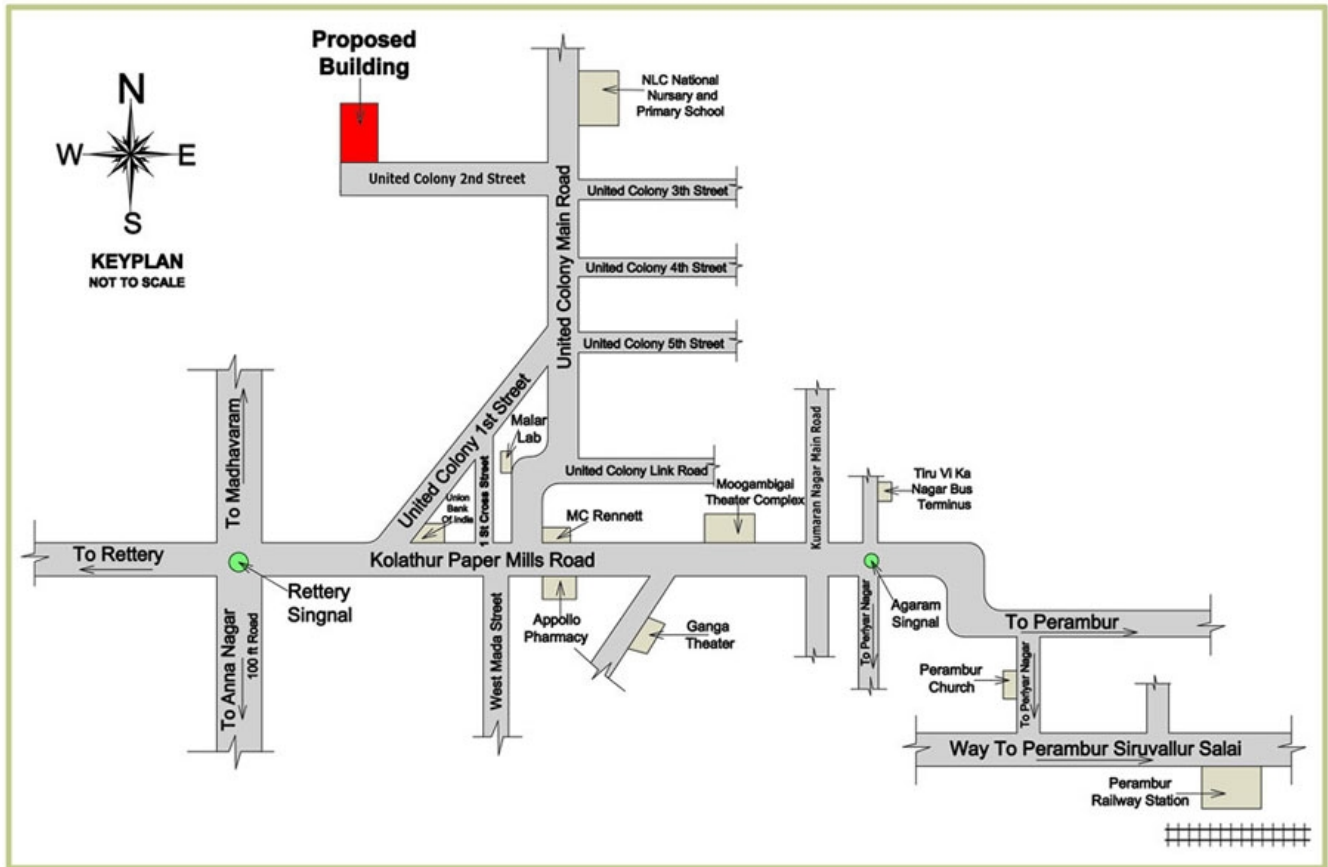 Proposed
Building
N
W
E
S
KEYPLAN
NOT TO SCALE
NLC National
Nursary and
Primary School
United Colony 2nd Street
United Colony Main Road
United Colony 3th Street
United Colony 4th Street
United Colony 5th Street
United Colony 1st Street
Malar
Lab
1 St Cross Street
Union
Bank
Of India
United Colony Link Road
MC Rennett
Moogambigai
Theater Complex
Kumaran Nagar Main Road
Tiru Vi Ka
Nagar Bus
Terminus
To Madhavaram
To Rettery
Rettery
Singnal
To Anna Nagar
100 ft Road
Kolathur Paper Mills Road
West Mada Street
Appollo
Pharmacy
Ganga
Theater
To Periyar Nagar
Agaram
Singnal
To Perambur
Perambur
Church
To Periyar Nagar
Way To Perambur Siruvallur Salai
Perambur
Railway Station